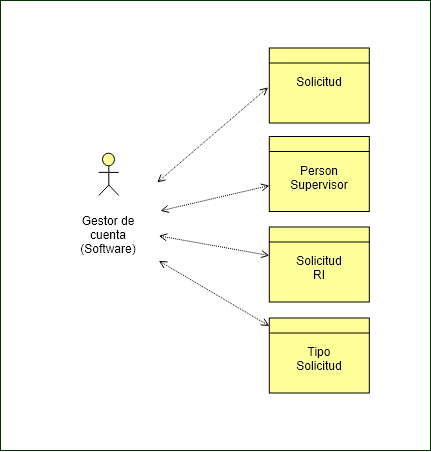 Solicitud
Person
Supervisor
Gestor de
cuenta
(Software)
Solicitud
RI
Tipo
Solicitud